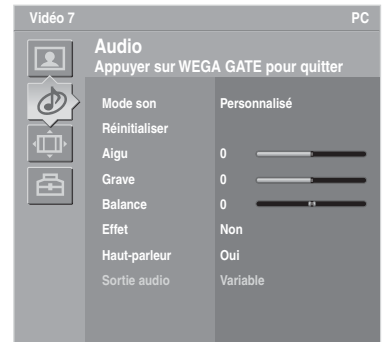 Vidéo 7 PC
Audio
Appuyer sur WEGA GATE pour quitter
Mode son Personnalisé
Réinitialiser
Aigu 0
Grave 0
Balance 0
Effet Non
Haut-parleur Oui
Sortie audio Variable